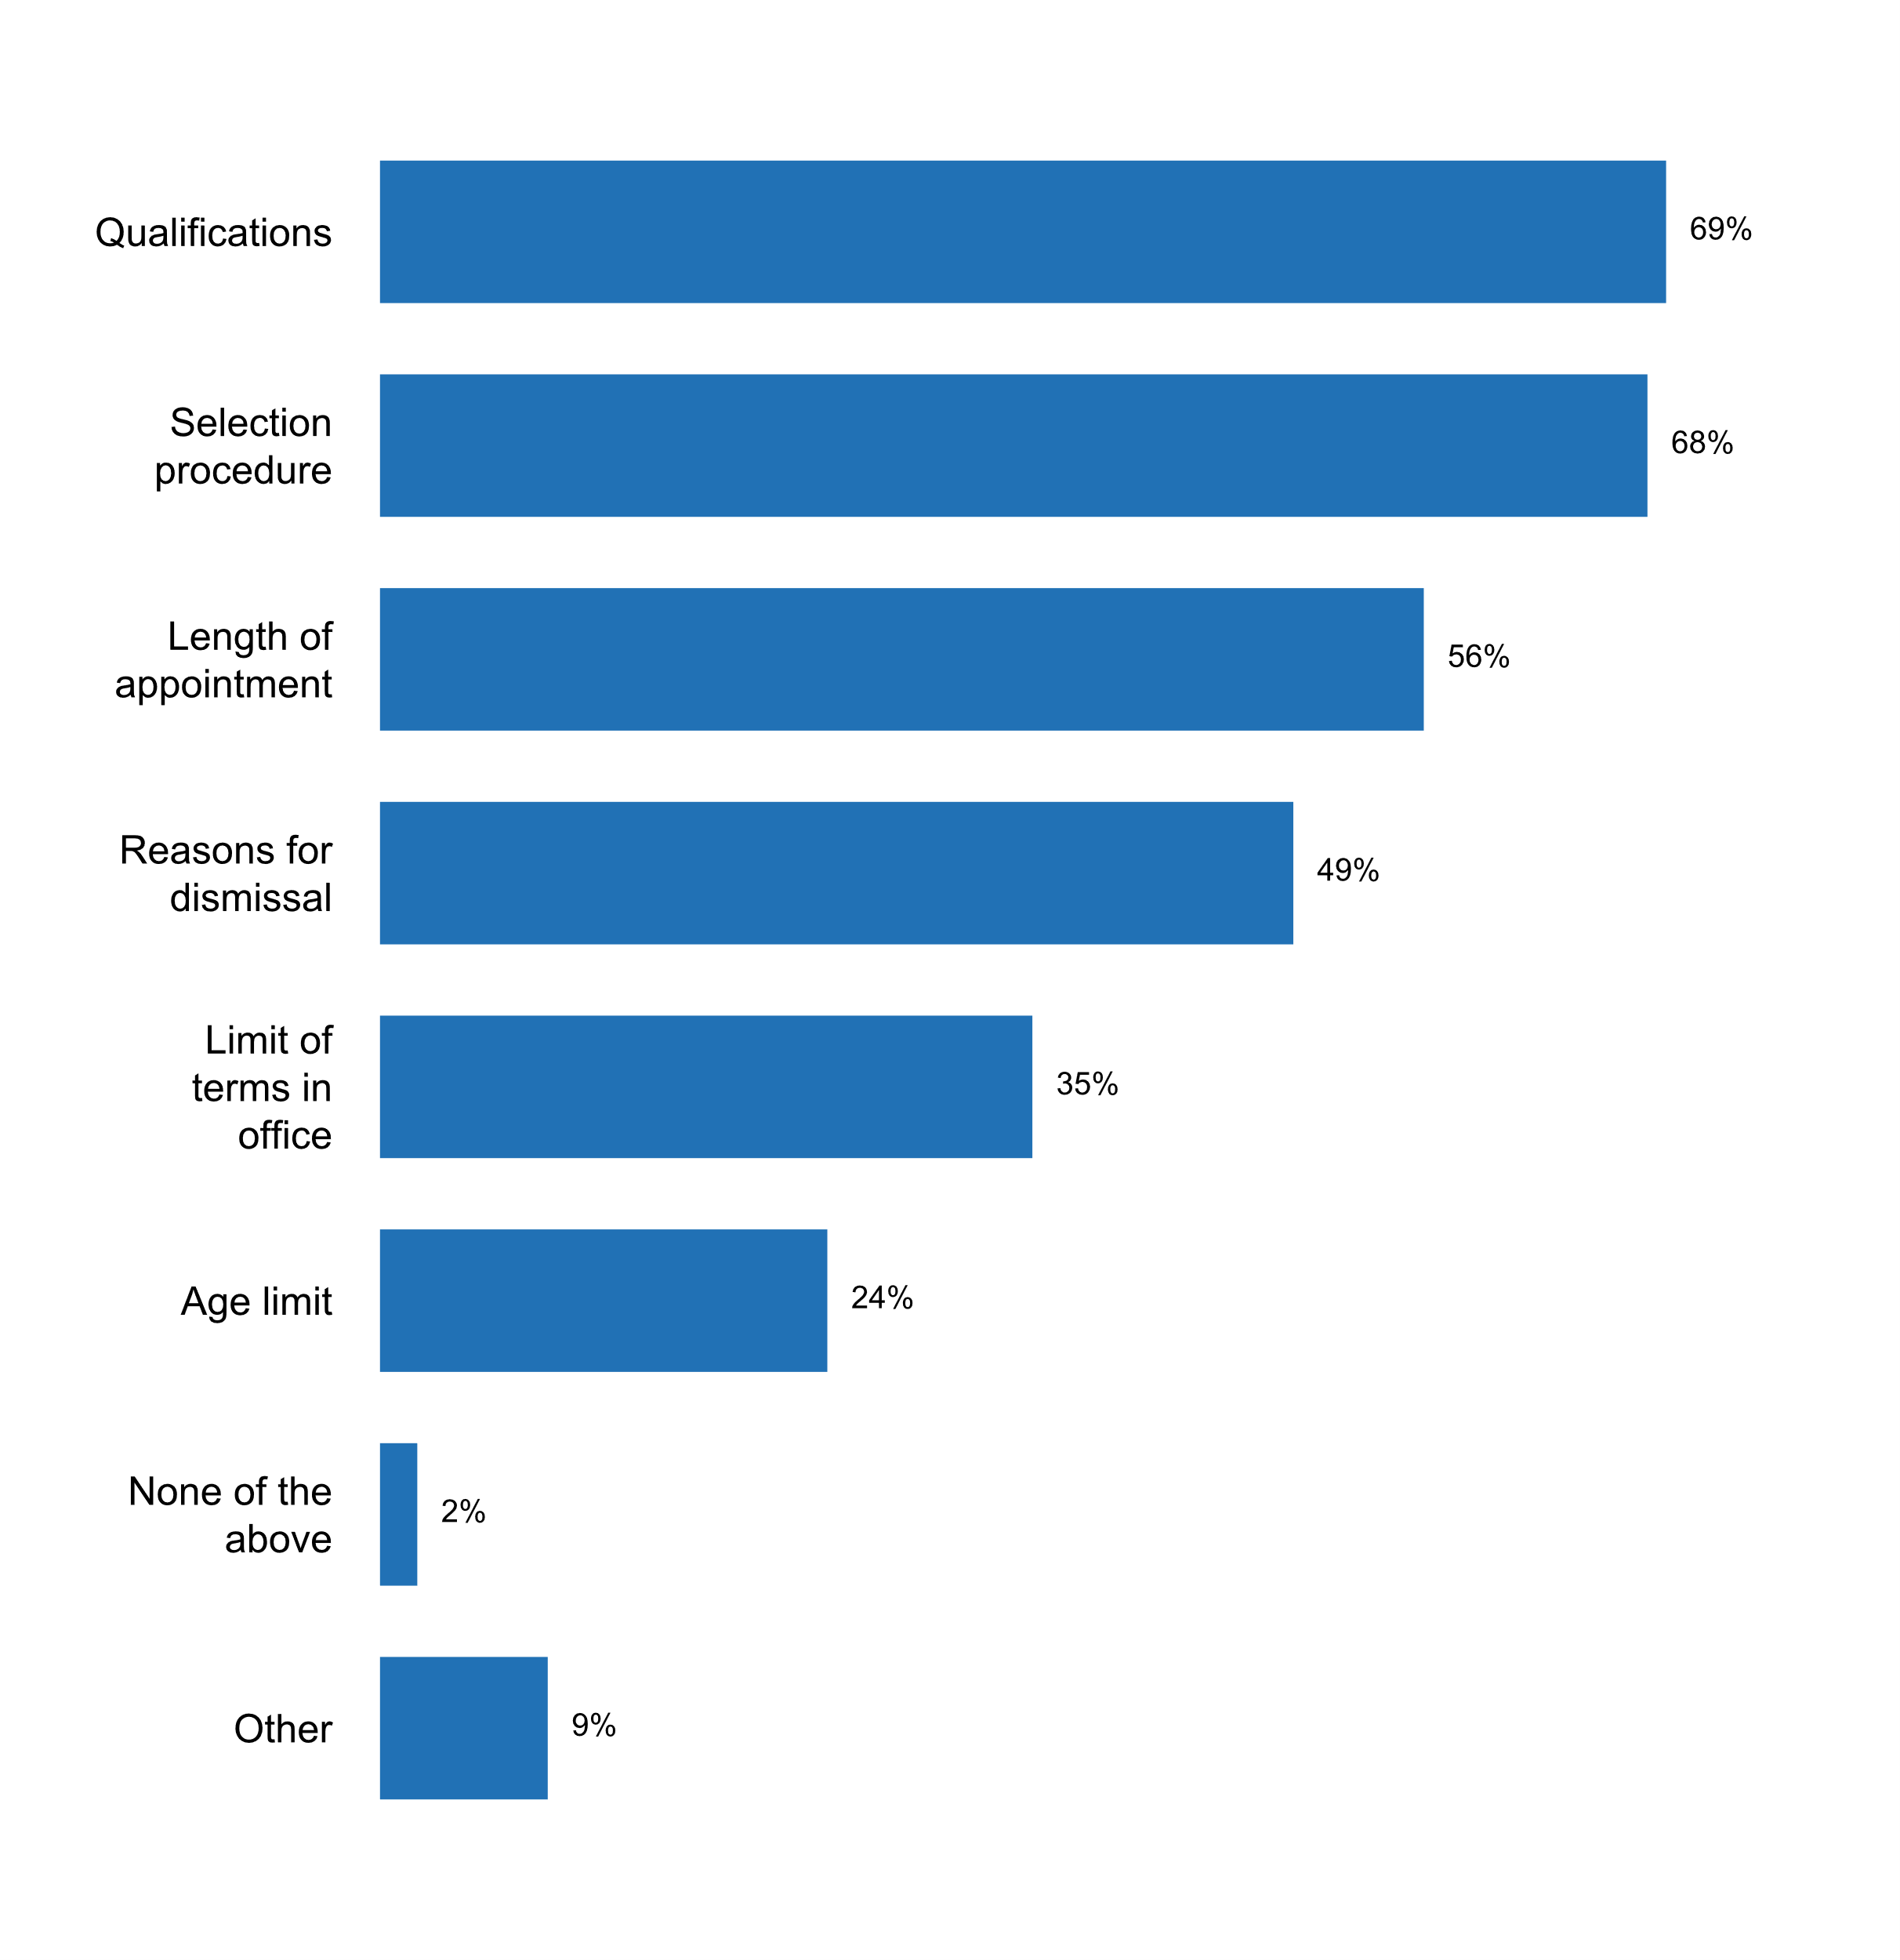 Qualifications
69%
Selection
procedure
68%
Length of
appointment
56%
Reasons for
dismissal
49%
Limit of
terms in
office
35%
Age limit
24%
None of the
above
2%
Other
9%